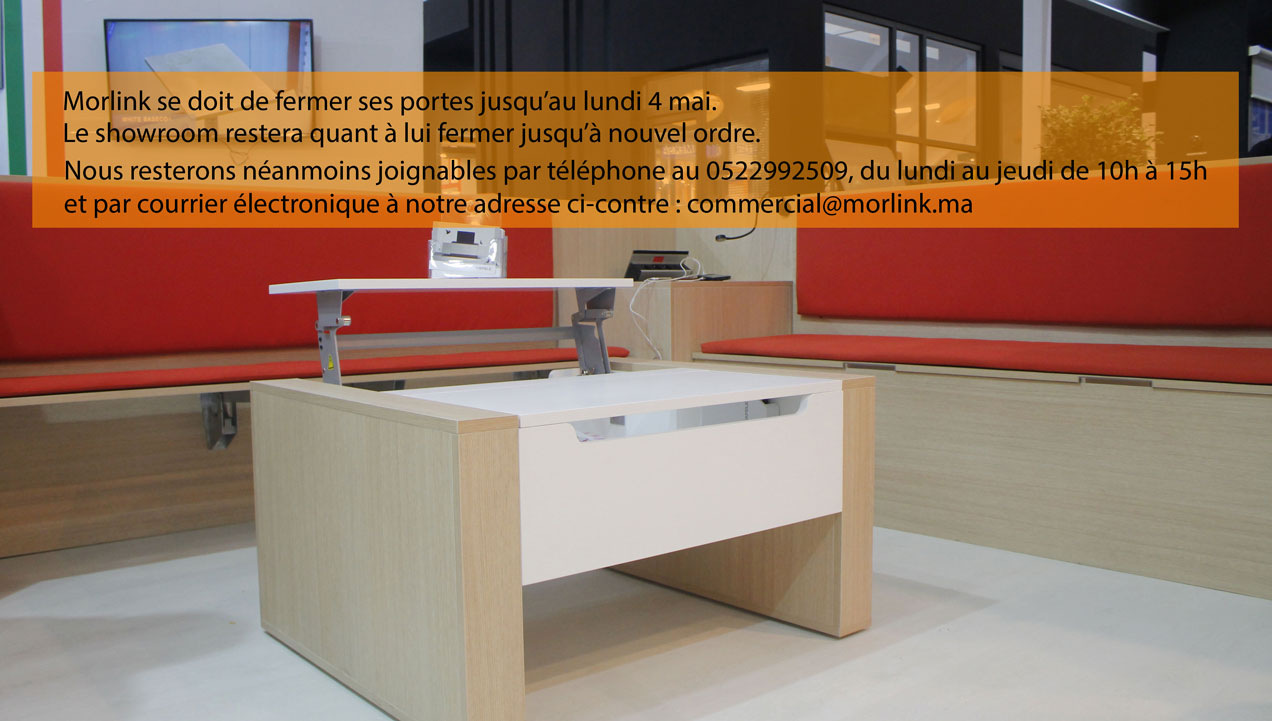 WHITE BASECO
Morlink se doit de fermer ses portes jusqu’au lundi 4 mai.
Le showroom restera quant à lui fermer jusqu’à nouvel ordre.
Nous resterons néanmoins joignables par téléphone au 0522992509, du lundi au jeudi de 10h à 15h
et par courrier électronique à notre adresse ci-contre : commercial@morlink.ma